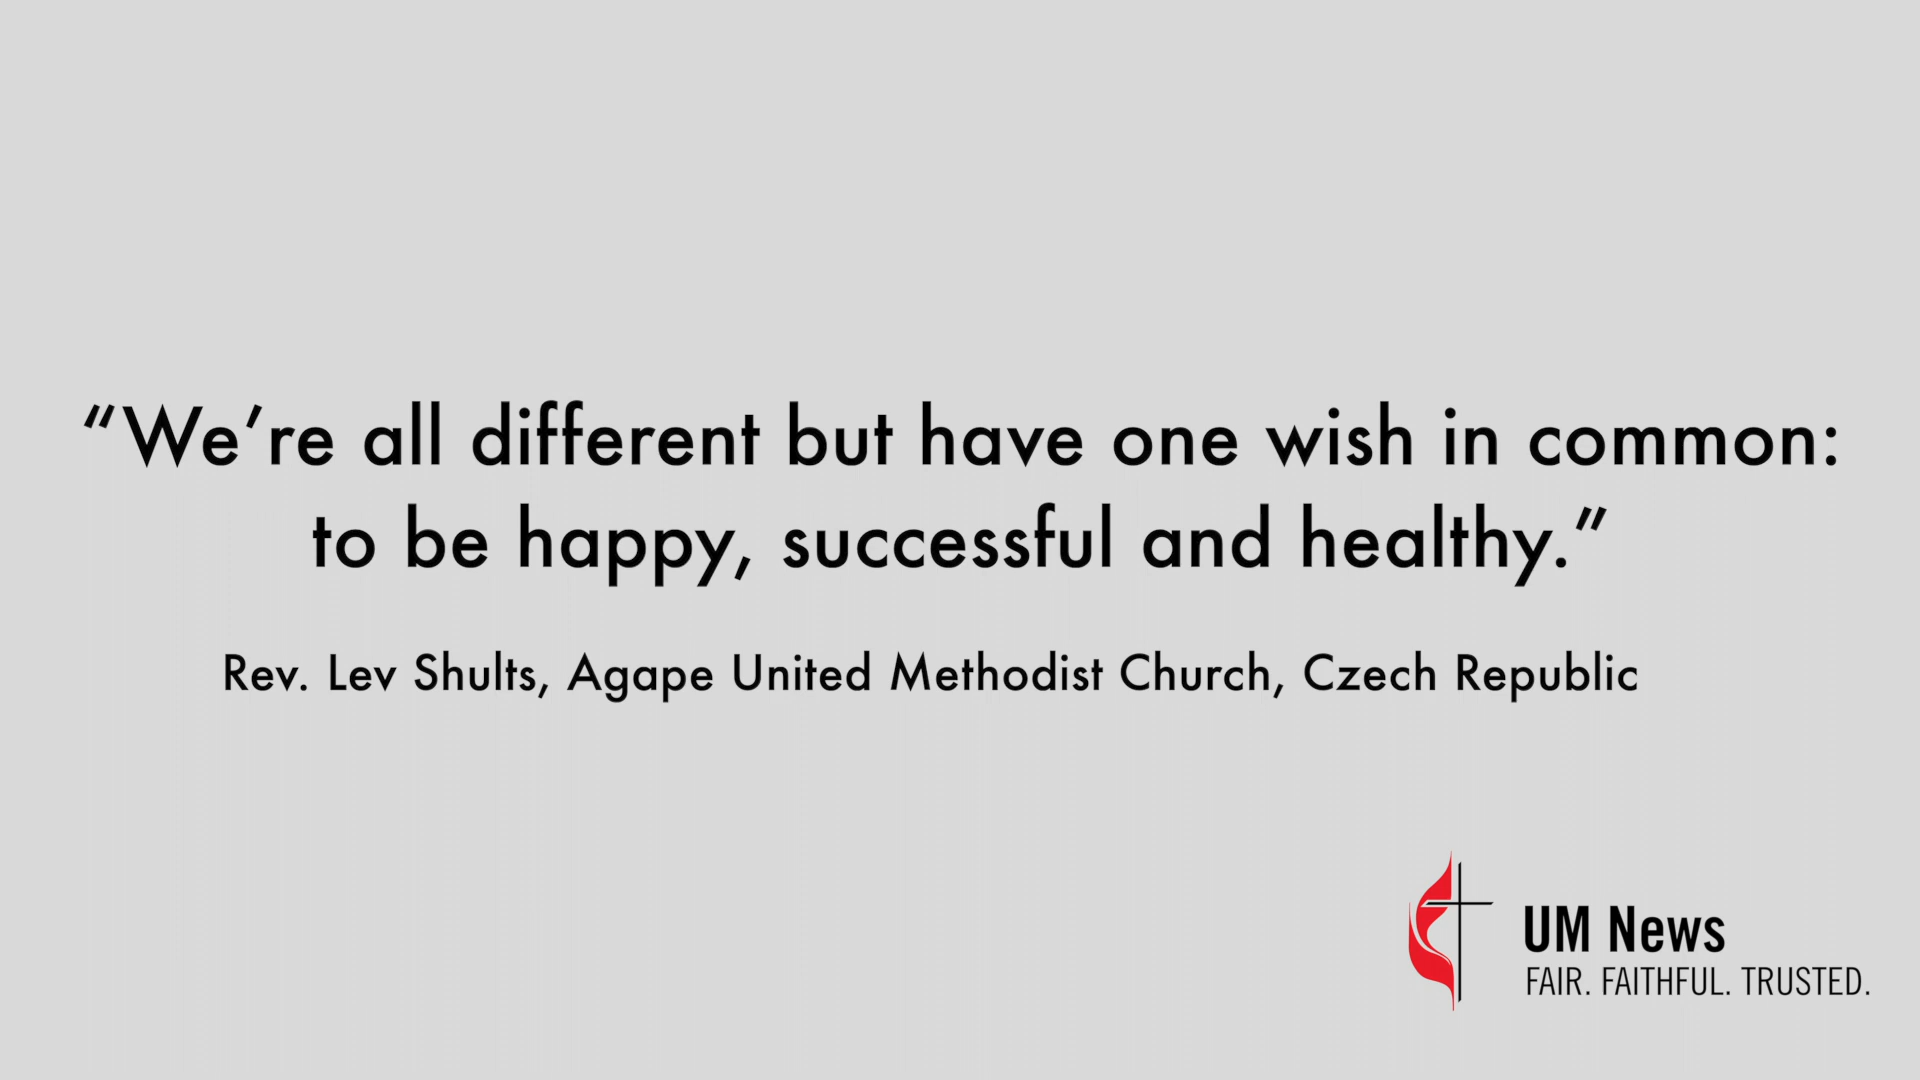 “We’re all different but have one wish in common:
to be happy, successful and healthy.”
Rev. Lev Shults, Agape United Methodist Church, Czech Republic
UM News
FAIR. FAITHFUL. TRUSTED.